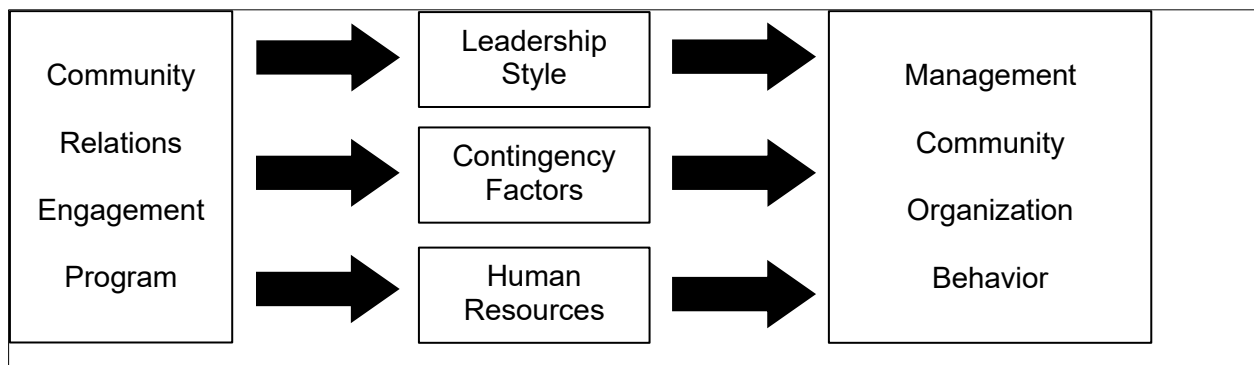 Community
Relations
Engagement
Program
Leadership
Style
Contingency
Factors
Human
Resources
Management
Community
Organization
Behavior